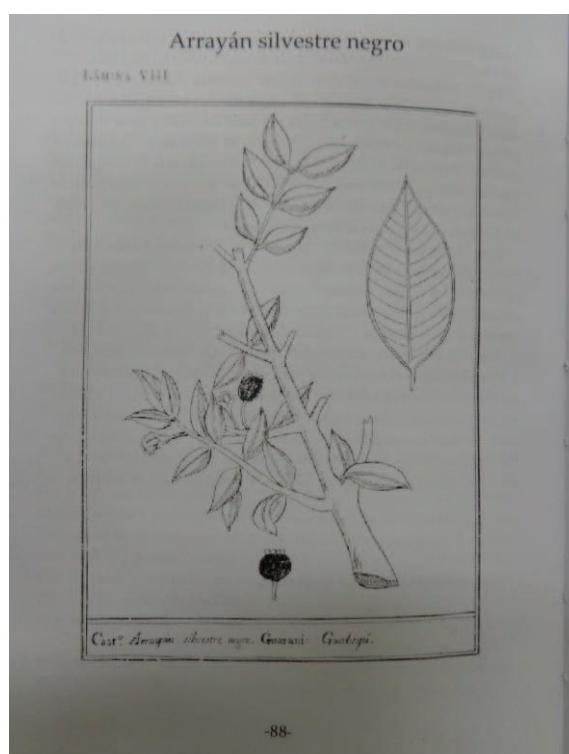 Arrayán silvestre negro
Lámina VIII
Castº Arrayan silvestre negro. Guarani
-88-